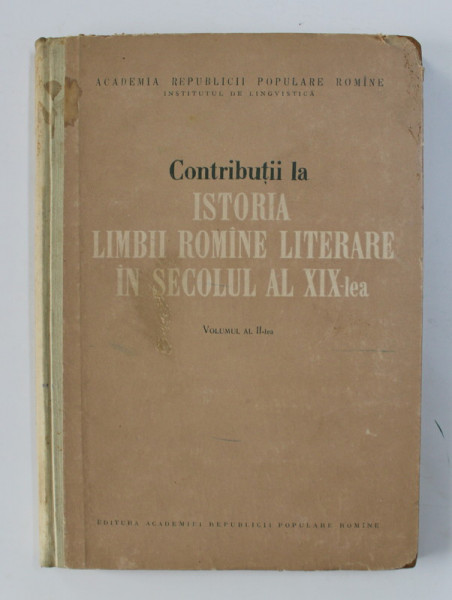 ACADEMIA REPUBLICII POPULARE ROMÎNE
INSTITUTUL DE LINGVISTICĂ
Contribuții la
ISTORIA
LIMBII ROMÎNE LITERARE
ÎN SECOLUL AL XIX-lea
VOLUMUL AL II-lea
EDITURA ACADEMIEI REPUBLICII POPULARE ROMÎNE